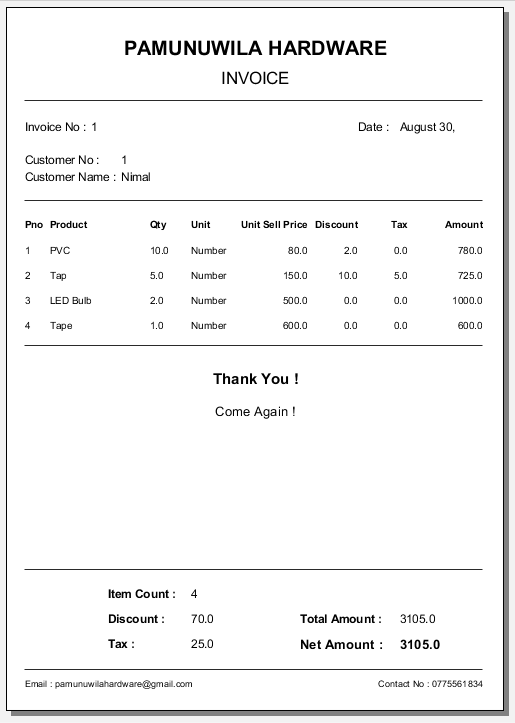 PAMUNUWILA HARDWARE
INVOICE
Invoice No : 1 Date : August 30,
Customer No : 1
Customer Name : Nimal
Pno Product Qty Unit Unit Sell Price Discount Tax Amount
1 PVC 10.0 Number 80.0 2.0 0.0 780.0
2 Tap 5.0 Number 150.0 10.0 5.0 725.0
3 LED Bulb 2.0 Number 500.0 0.0 0.0 1000.0
4 Tape 1.0 Number 600.0 0.0 0.0 600.0
Thank You !
Come Again !
Item Count : 4
Discount : 70.0 Total Amount : 3105.0
Tax : 25.0 Net Amount : 3105.0
Email : pamunuwilahardware@gmail.com Contact No : 0775561834